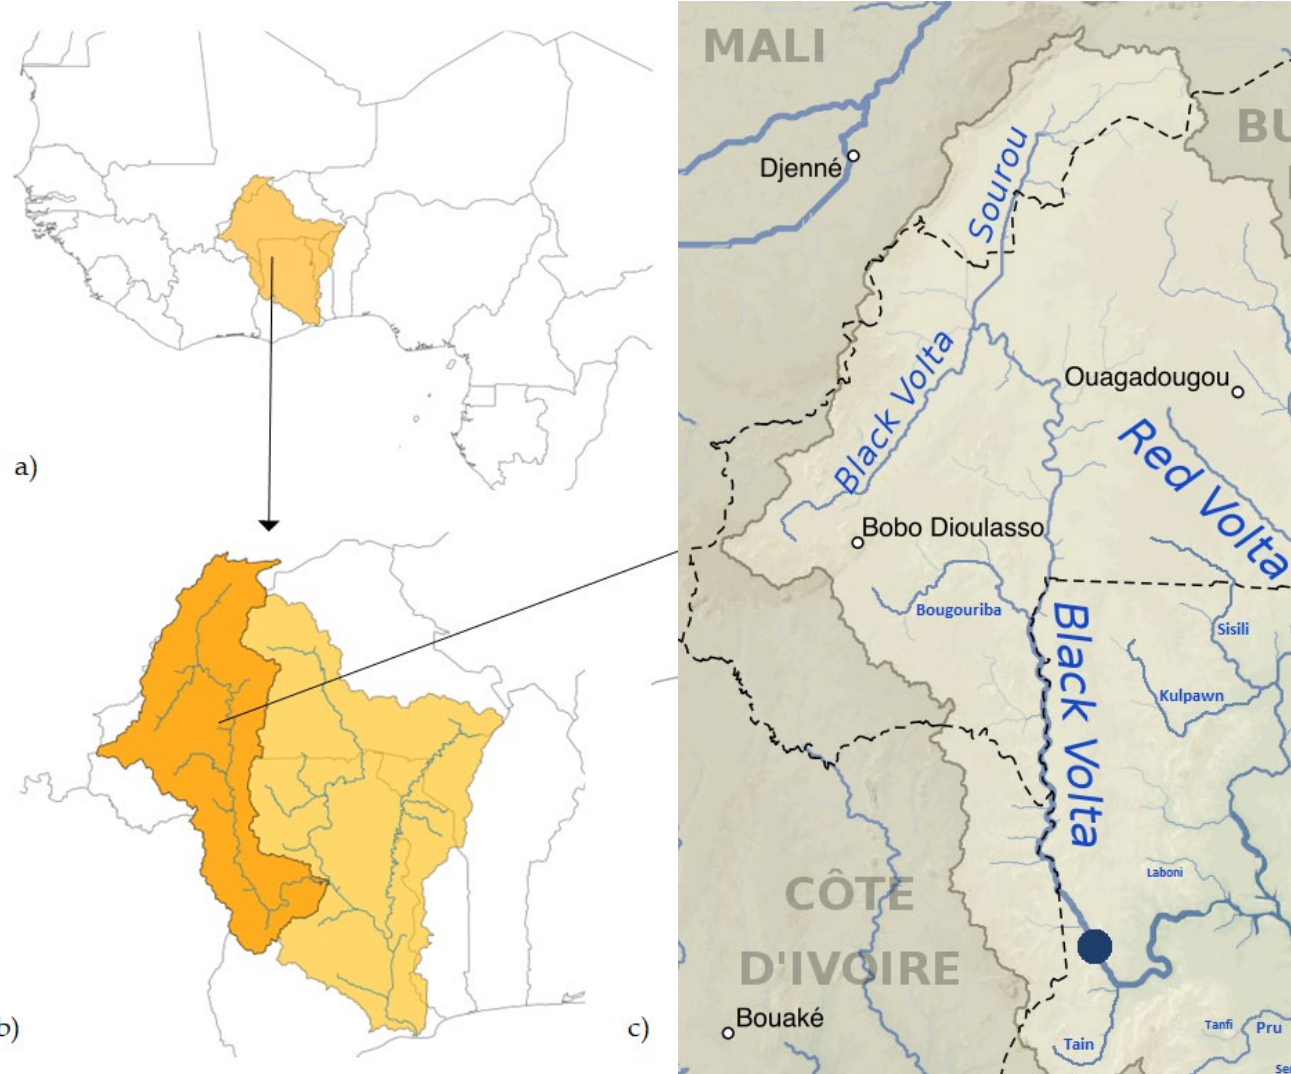 a)
b)
c)
MALI
BU
Djenné
Sourou
Ouagadougou
Black Volta
Red Volta
Bobo Dioulasso
Bougouriba
Sisili
Black Volta
Kulpawn
Laboni
CÔTE
D'IVOIRE
Bouaké
Tain
Tanfi
Pru
Se